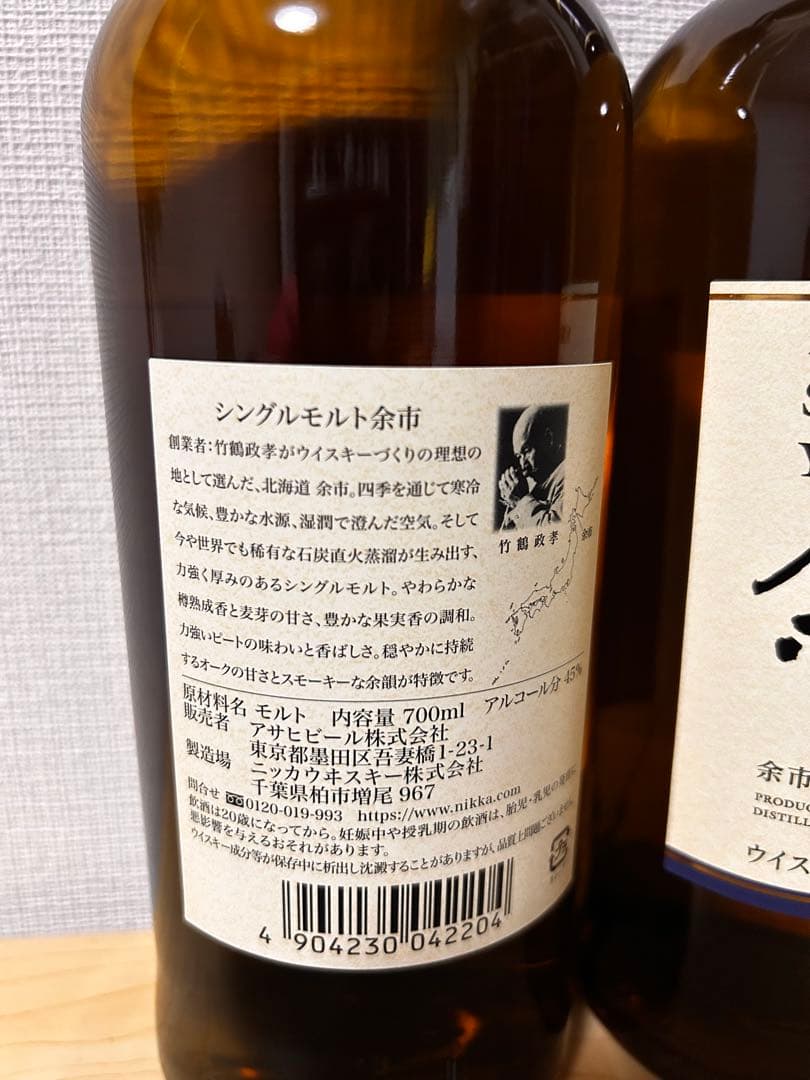 シングルモルト余市
創業者：竹鶴政孝がウイスキーづくりの理想の
地として選んだ、北海道 余市。四季を通じて寒冷
な気候、豊かな水源、湿潤で澄んだ空気。そして
今や世界でも稀有な石炭直火蒸溜が生み出す、
力強く厚みのあるシングルモルト。やわらかな
樽熟成香と麦芽の甘さ、豊かな果実香の調和。
力強いピートの味わいと香ばしさ。穏やかに持続
するオークの甘さとスモーキーな余韻が特徴です。
竹鶴政孝
余市
原材料名 モルト 内容量 700ml アルコール分 45%
販売者 アサヒビール株式会社
東京都墨田区吾妻橋1-23-1
製造場 ニッカウヰスキー株式会社
千葉県柏市増尾 967
問合せ 0120-019-993 https://www.nikka.com
飲酒は20歳になってから。妊娠中や授乳期の飲酒は、胎児・乳児の発育に
悪影響を与えるおそれがあります。
ウイスキー成分等が保存中に析出し沈澱することがありますが、品質上問題ございません。
4 904230 042204
余市
PRODUC
DISTILL
ウイス